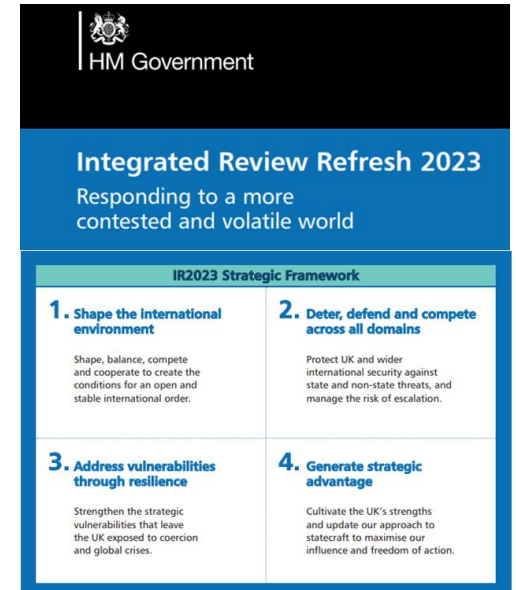 HM Government
Integrated Review Refresh 2023
Responding to a more
contested and volatile world
IR2023 Strategic Framework
1. Shape the international
environment
Shape, balance, compete
and cooperate to create the
conditions for an open and
stable international order.
2. Deter, defend and compete
across all domains
Protect UK and wider
international security against
state and non-state threats, and
manage the risk of escalation.
3. Address vulnerabilities
through resilience
Strengthen the strategic
vulnerabilities that leave
the UK exposed to coercion
and global crises.
4. Generate strategic
advantage
Cultivate the UK's strengths
and update our approach to
statecraft to maximise our
influence and freedom of action.